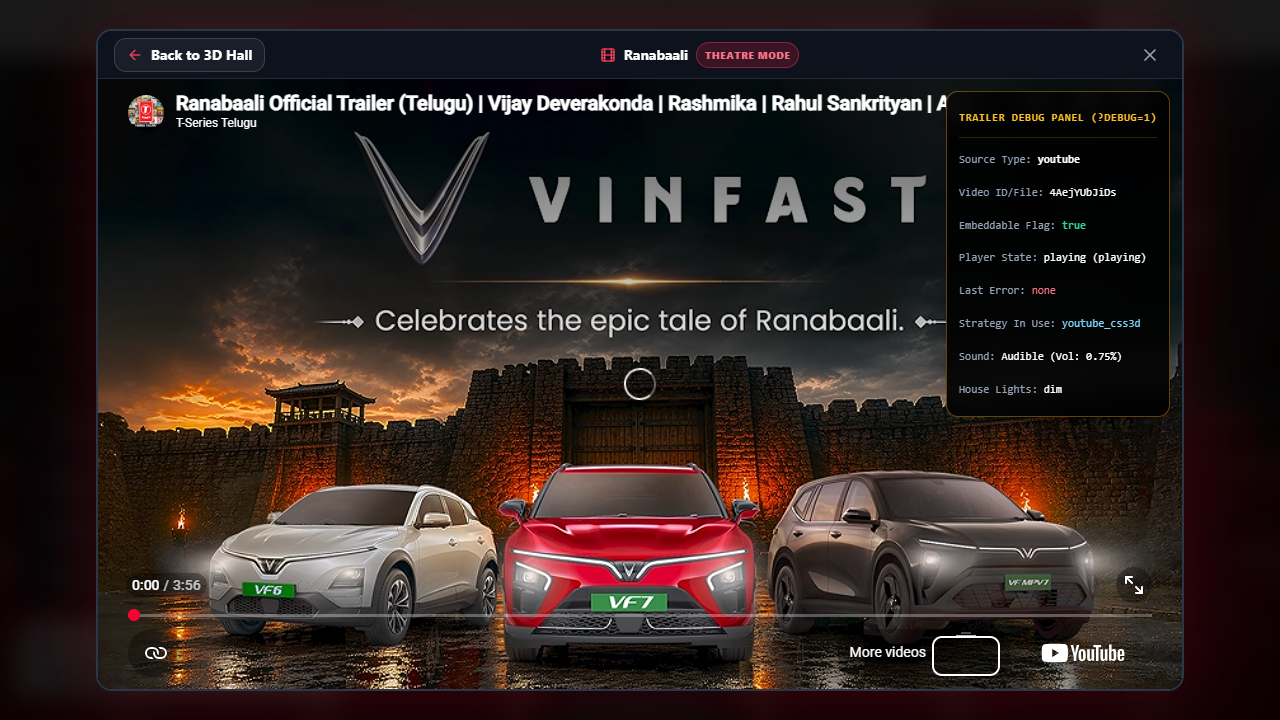 Back to 3D Hall
Ranabaali
THEATRE MODE
Ranabaali Official Trailer (Telugu) | Vijay Deverakonda | Rashmika | Rahul Sankrityan | A
T-Series Telugu
VINFAST
Celebrates the epic tale of Ranabaali.
TRAILER DEBUG PANEL (?DEBUG=1)
Source Type: youtube
Video ID/File: 4AejYUbJiDs
Embeddable Flag: true
Player State: playing (playing)
Last Error: none
Strategy In Use: youtube_css3d
Sound: Audible (Vol: 0.75%)
House Lights: dim
VF6
VF7
VF MPV7
0:00 / 3:56
More videos
YouTube